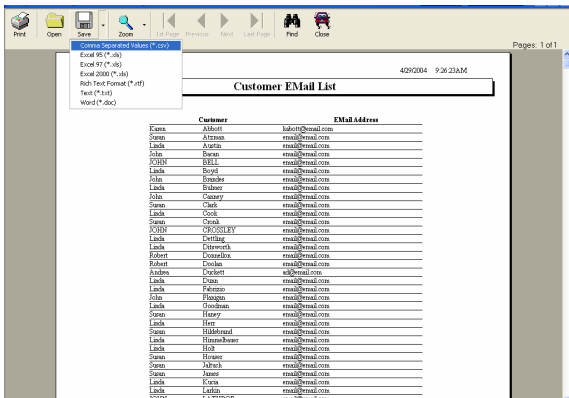 Print Open Save Zoom 1st Page Previous Next Last Page Find Close
Pages: 1 of 1
Comma Separated Values (*.csv)
Excel 95 (*.xls)
Excel 97 (*.xls)
Excel 2000 (*.xls)
Rich Text Format (*.rtf)
Text (*.txt)
Word (*.doc)
4/29/2004 9:26:23AM
Customer EMail List
Customer EMail Address
Karen Abbott kabott@email.com
Susan Atzman email@email.com
Linda Austin email@email.com
John Bacan email@email.com
JOHN BELL email@email.com
Linda Boyd email@email.com
John Brandes email@email.com
Linda Bulmer email@email.com
John Canney email@email.com
Susan Clark email@email.com
Linda Cook email@email.com
Susan Cronk email@email.com
JOHN CROSSLEY email@email.com
Linda Dettling email@email.com
Linda Ditsworth email@email.com
Robert Donnellon email@email.com
Robert Doolan email@email.com
Andrea Duckett ad@email.com
Linda Dunn email@email.com
Linda Fabrizio email@email.com
John Flanigan email@email.com
Linda Goodman email@email.com
Susan Haney email@email.com
Linda Herr email@email.com
Susan Hildebrand email@email.com
Linda Himmelbauer email@email.com
Linda Holt email@email.com
Susan Houser email@email.com
Susan Jaltuch email@email.com
Susan James email@email.com
Linda Kucia email@email.com
Linda Larkin email@email.com